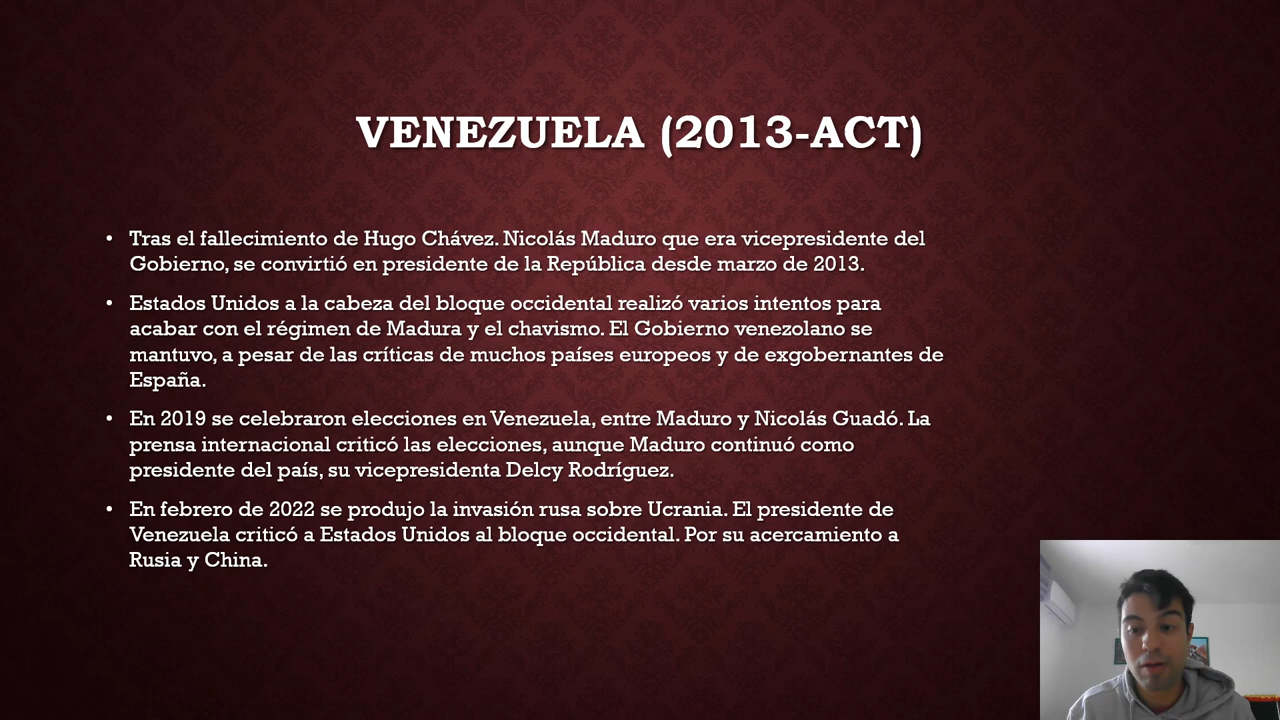 VENEZUELA (2013-ACT)
• Tras el fallecimiento de Hugo Chávez. Nicolás Maduro que era vicepresidente del
Gobierno, se convirtió en presidente de la República desde marzo de 2013.
• Estados Unidos a la cabeza del bloque occidental realizó varios intentos para
acabar con el régimen de Madura y el chavismo. El Gobierno venezolano se
mantuvo, a pesar de las críticas de muchos países europeos y de exgobernantes de
España.
• En 2019 se celebraron elecciones en Venezuela, entre Maduro y Nicolás Guadó. La
prensa internacional criticó las elecciones, aunque Maduro continuó como
presidente del país, su vicepresidenta Delcy Rodríguez.
• En febrero de 2022 se produjo la invasión rusa sobre Ucrania. El presidente de
Venezuela criticó a Estados Unidos al bloque occidental. Por su acercamiento a
Rusia y China.